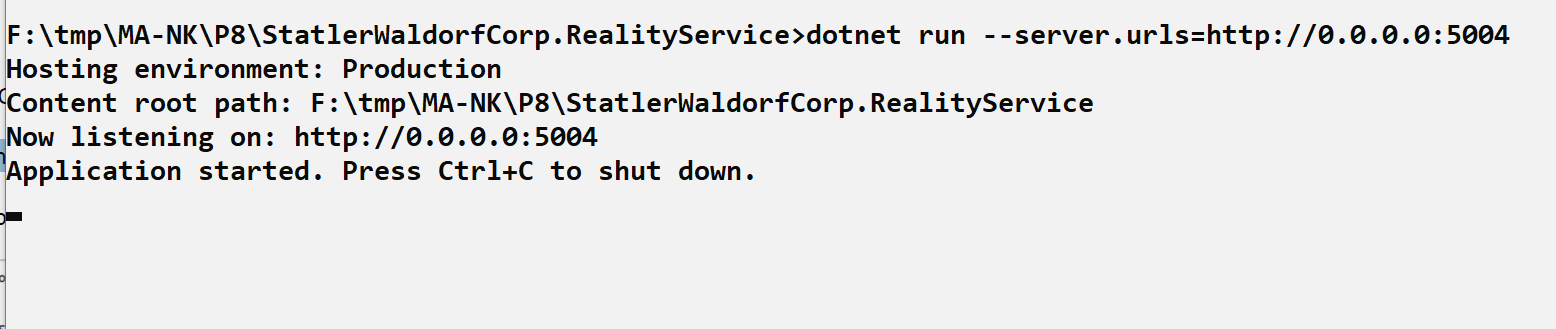 F:\tmp\MA-NK\P8\StatlerWaldorfCorp.RealityService>dotnet run --server.urls=http://0.0.0.0:5004
Hosting environment: Production
Content root path: F:\tmp\MA-NK\P8\StatlerWaldorfCorp.RealityService
Now listening on: http://0.0.0.0:5004
Application started. Press Ctrl+C to shut down.